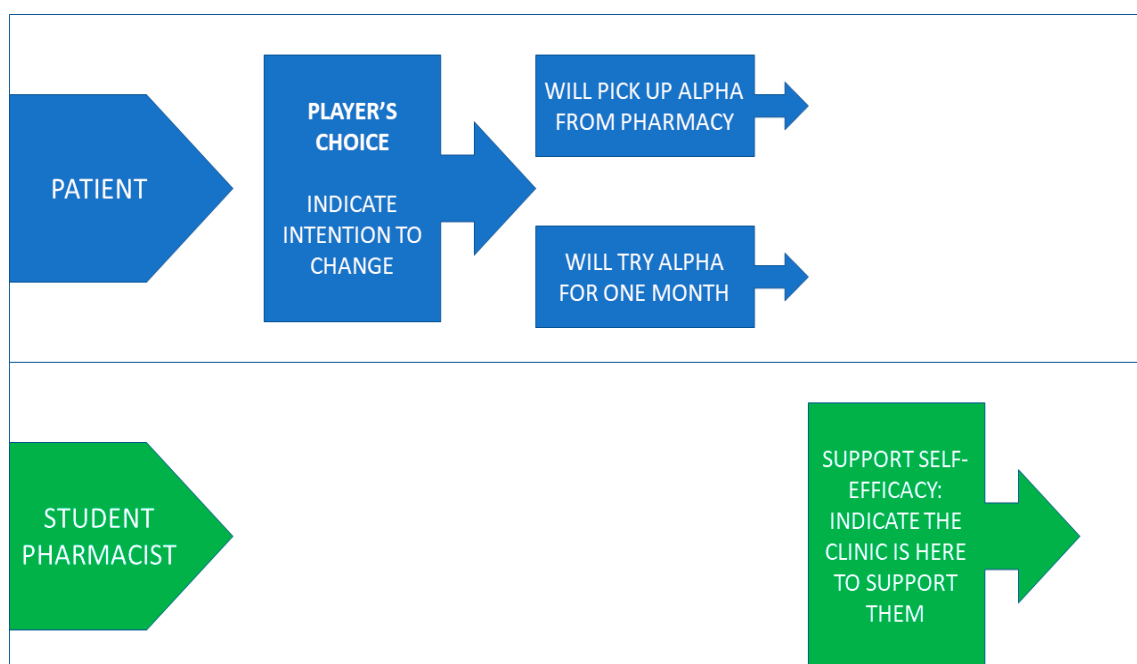 PATIENT
PLAYER’S
CHOICE
INDICATE
INTENTION TO
CHANGE
WILL PICK UP ALPHA
FROM PHARMACY
WILL TRY ALPHA
FOR ONE MONTH
STUDENT
PHARMACIST
SUPPORT SELF-
EFFICACY:
INDICATE THE
CLINIC IS HERE
TO SUPPORT
THEM